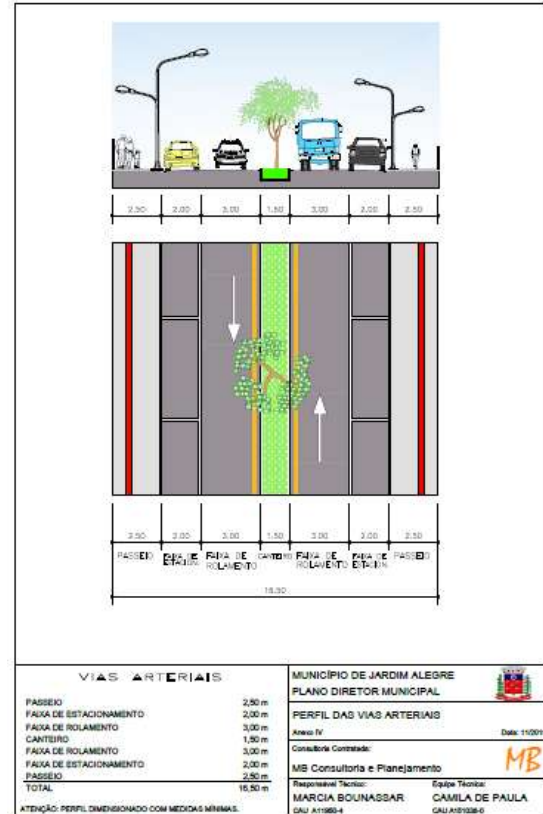 2.50 2.00 3.00 1.50 3.00 2.00 2.50
2.50 2.00 3.00 1.50 3.00 2.00 2.50
PASSEIO FAIXA DE ESTACION. FAIXA DE ROLAMENTO CANTEIRO FAIXA DE ROLAMENTO FAIXA DE ESTACION. PASSEIO
16.50
VIAS ARTERIAIS
PASSEIO 2,50 m
FAIXA DE ESTACIONAMENTO 2,00 m
FAIXA DE ROLAMENTO 3,00 m
CANTEIRO 1,50 m
FAIXA DE ROLAMENTO 3,00 m
FAIXA DE ESTACIONAMENTO 2,00 m
PASSEIO 2,50 m
TOTAL 16,50 m
ATENÇÃO: PERFIL DIMENSIONADO COM MEDIDAS MÍNIMAS.
MUNICÍPIO DE JARDIM ALEGRE
PLANO DIRETOR MUNICIPAL
PERFIL DAS VIAS ARTERIAIS
Anexo IV Data:
Consultoria Contratada:
MB Consultoria e Planejamento
MB
Responsável Técnico: Equipe Técnica:
MARCIA BOUNASSAR CAMILA DE PAULA
CAU CAU